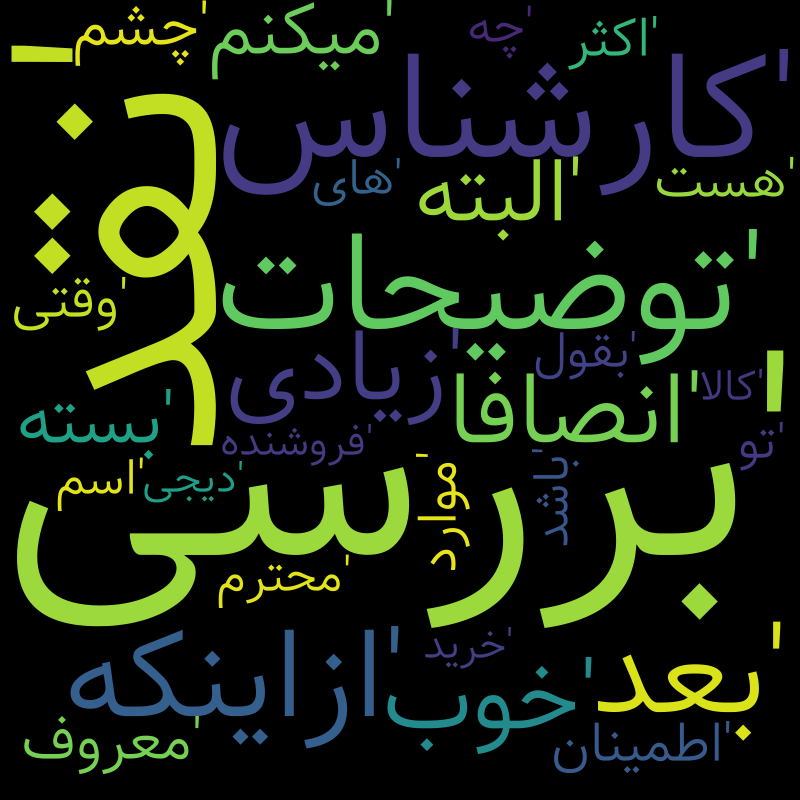 'چشم
'میکنم
'چه
'اکثر
'نقد
'کارشناس
'های
'البته
'هست
'توضیحات
'وقتی
'زیادی
'بقول
'انصافا
'کالا
'بسته
'فروشنده
'تو
'بررسی
'اسم
'دیجی
'موارد
'باشد
'محترم
'ازاینکه
'خرید
'خوب
'بعد
'معروف
'اطمینان